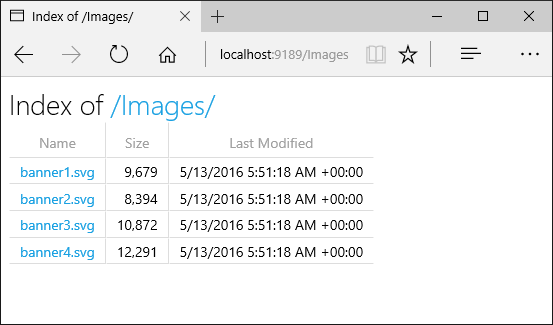 Index of /Images/
localhost:9189/Images
Index of /Images/
Name Size Last Modified
banner1.svg 9,679 5/13/2016 5:51:18 AM +00:00
banner2.svg 8,394 5/13/2016 5:51:18 AM +00:00
banner3.svg 10,872 5/13/2016 5:51:18 AM +00:00
banner4.svg 12,291 5/13/2016 5:51:18 AM +00:00